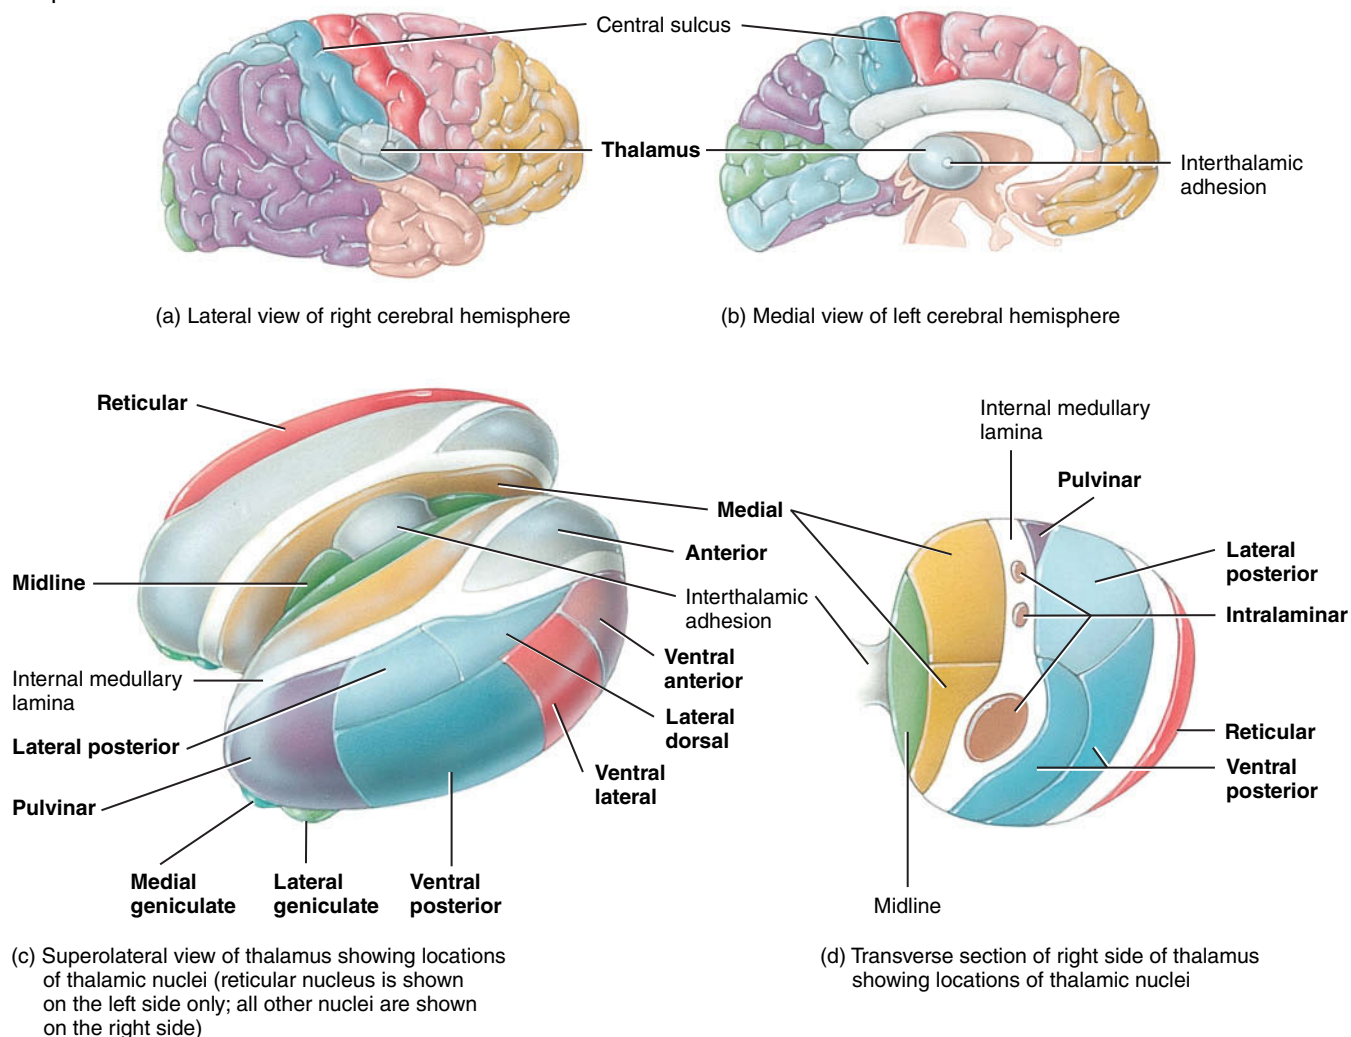 Central sulcus
Thalamus
Interthalamic
adhesion
(a) Lateral view of right cerebral hemisphere
(b) Medial view of left cerebral hemisphere
Reticular
Midline
Internal medullary
lamina
Lateral posterior
Pulvinar
Medial
geniculate
Lateral
geniculate
Ventral
posterior
Medial
Anterior
Interthalamic
adhesion
Ventral
anterior
Lateral
dorsal
Ventral
lateral
(c) Superolateral view of thalamus showing locations
of thalamic nuclei (reticular nucleus is shown
on the left side only; all other nuclei are shown
on the right side)
Internal medullary
lamina
Pulvinar
Lateral
posterior
Intralaminar
Reticular
Ventral
posterior
Midline
(d) Transverse section of right side of thalamus
showing locations of thalamic nuclei